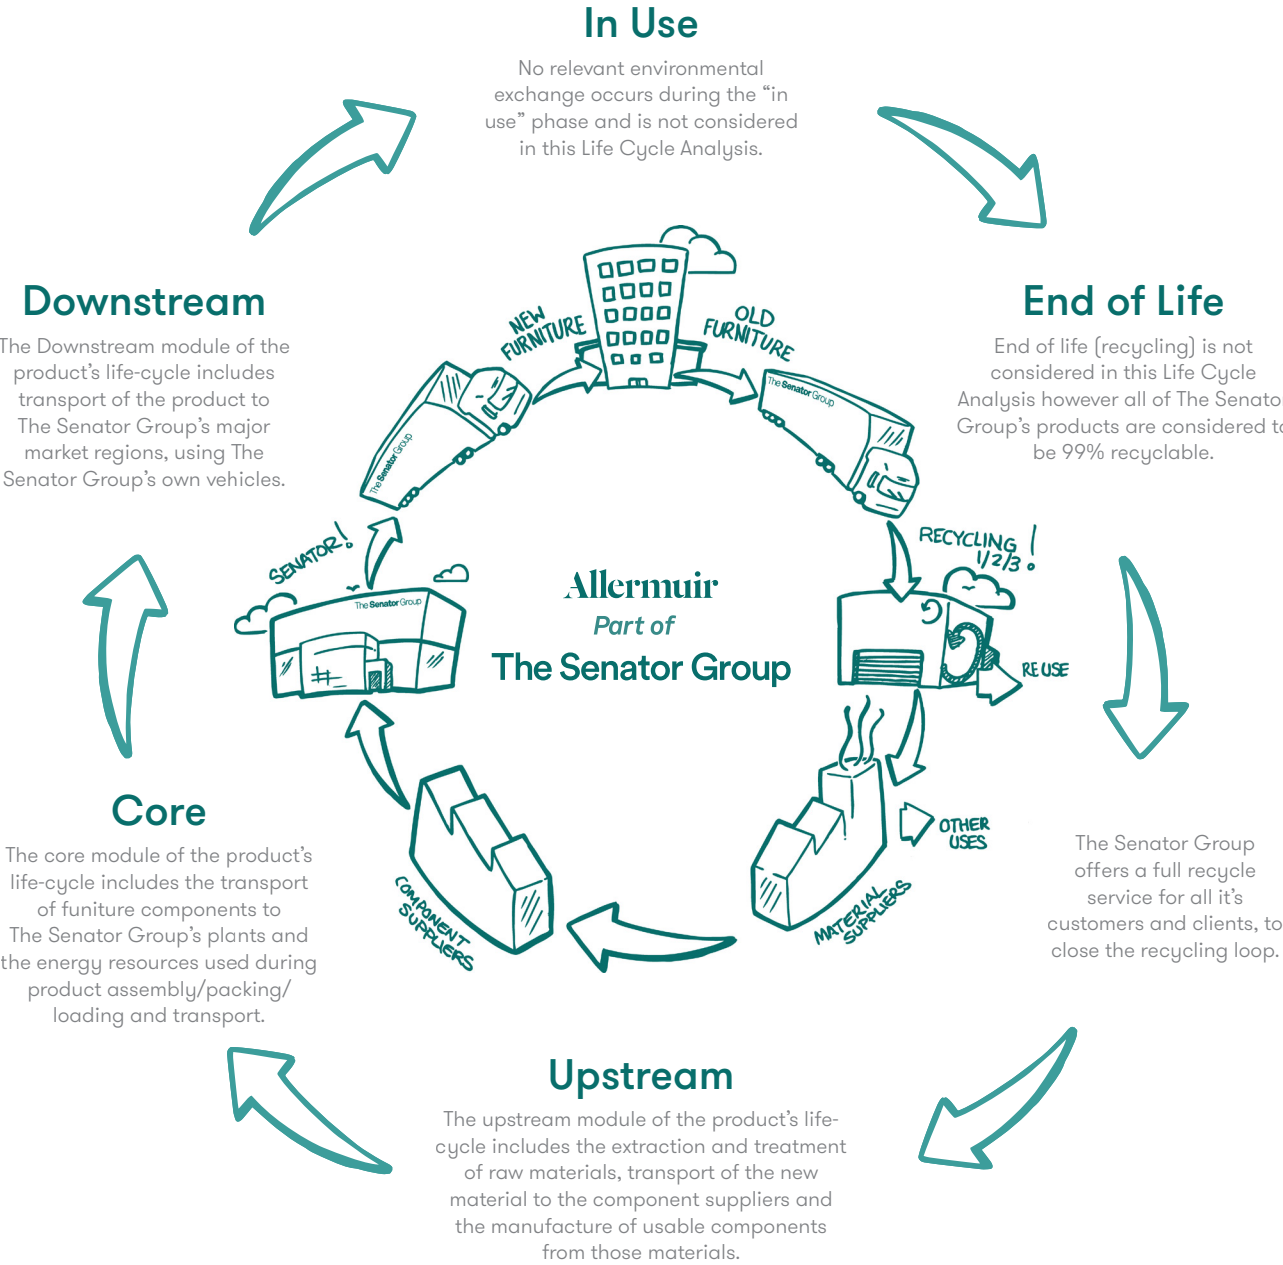 In Use
No relevant environmental
exchange occurs during the “in
use” phase and is not considered
in this Life Cycle Analysis.
Downstream
The Downstream module of the
product’s life-cycle includes
transport of the product to
The Senator Group’s major
market regions, using The
Senator Group’s own vehicles.
End of Life
End of life (recycling) is not
considered in this Life Cycle
Analysis however all of The Senator
Group’s products are considered to
be 99% recyclable.
NEW
FURNITURE
OLD
FURNITURE
The Senator Group
The Senator Group
SENATOR!
RECYCLING
1/2/3!
The Senator Group
Allermuir
Part of
The Senator Group
REUSE
OTHER
USES
COMPONENT
SUPPLIERS
MATERIAL
SUPPLIERS
Core
The core module of the product’s
life-cycle includes the transport
of funiture components to
The Senator Group’s plants and
the energy resources used during
product assembly/packing/
loading and transport.
The Senator Group
offers a full recycle
service for all it’s
customers and clients, to
close the recycling loop.
Upstream
The upstream module of the product’s life-
cycle includes the extraction and treatment
of raw materials, transport of the new
material to the component suppliers and
the manufacture of usable components
from those materials.